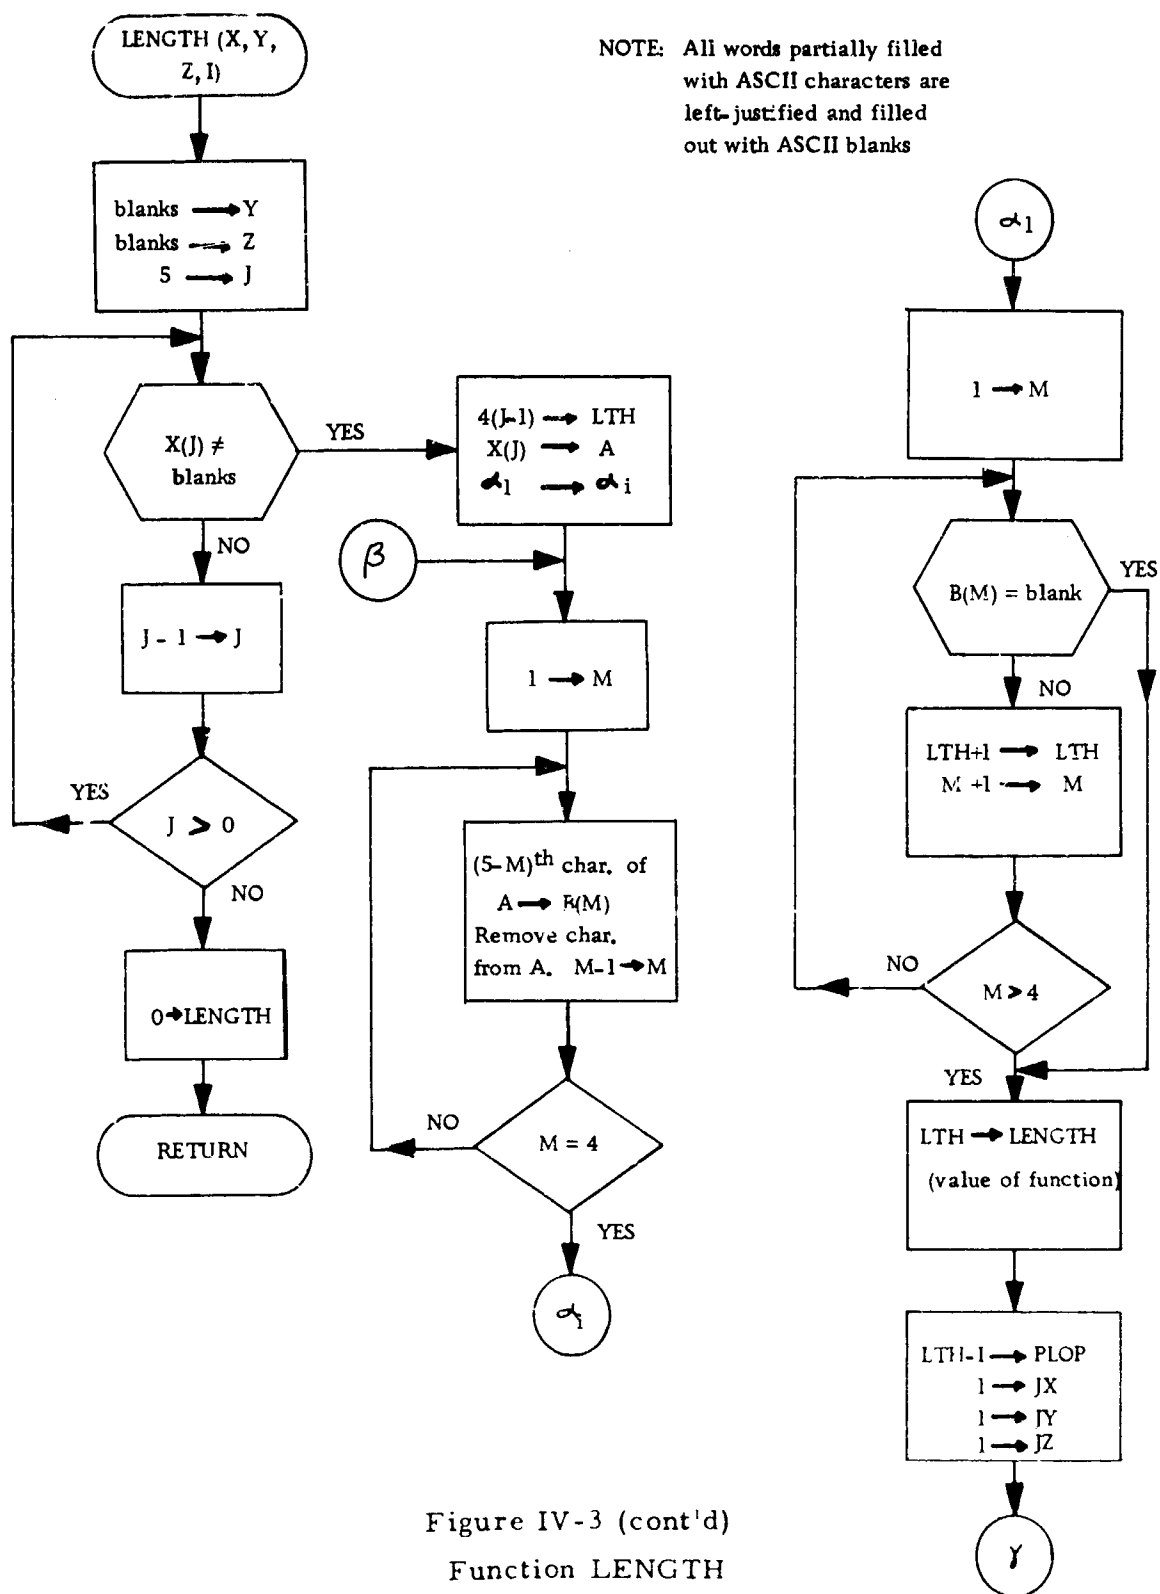 LENGTH (X, Y,
Z, I)
NOTE: All words partially filled
with ASCII characters are
left-justified and filled
out with ASCII blanks
blanks → Y
blanks → Z
5 → J
X(J) ≠
blanks
YES
NO
J - 1 → J
J > 0
YES
NO
0→LENGTH
RETURN
4(J-1) → LTH
X(J) → A
α1 → αi
β
1 → M
(5-M)th char. of
A → B(M)
Remove char.
from A. M-1→M
M = 4
NO
YES
αi
α1
1 → M
B(M) = blank
YES
NO
LTH+1 → LTH
M +1 → M
M > 4
NO
YES
LTH → LENGTH
(value of function)
LTH-1 → PLOP
1 → JX
1 → JY
1 → JZ
γ
Figure IV-3 (cont'd)
Function LENGTH